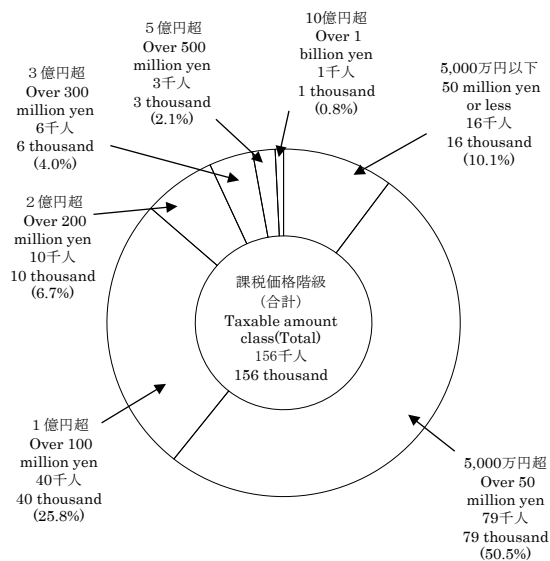 10億円超
Over 1
billion yen
1千人
1 thousand
(0.8%)
5億円超
Over 500
million yen
3千人
3 thousand
(2.1%)
3億円超
Over 300
million yen
6千人
6 thousand
(4.0%)
2億円超
Over 200
million yen
10千人
10 thousand
(6.7%)
1億円超
Over 100
million yen
40千人
40 thousand
(25.8%)
5,000万円以下
50 million yen
or less
16千人
16 thousand
(10.1%)
課税価格階級
(合計)
Taxable amount
class(Total)
156千人
156 thousand
5,000万円超
Over 50
million yen
79千人
79 thousand
(50.5%)